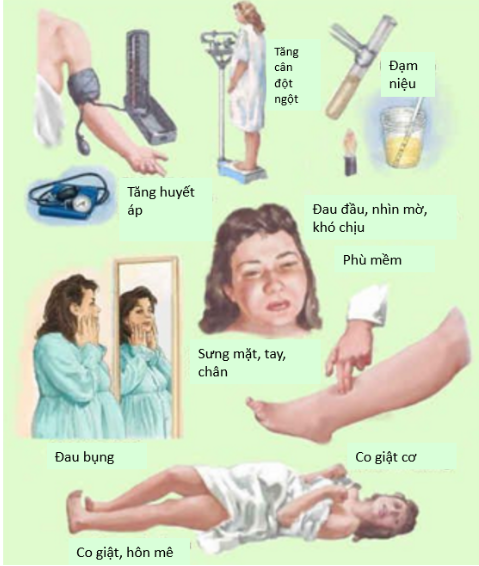 Tăng
cân
đột
ngột
Đạm
niệu
Tăng huyết
áp
Đau đầu, nhìn mờ,
khó chịu
Phù mềm
Sưng mặt, tay,
chân
Đau bụng
Co giật cơ
Co giật, hôn mê